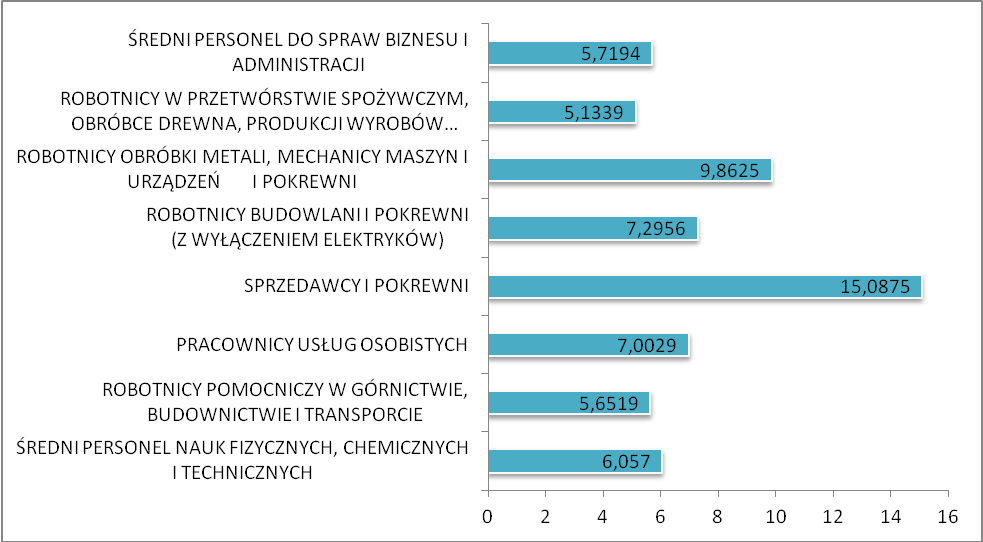 ŚREDNI PERSONEL DO SPRAW BIZNESU I
ADMINISTRACJI
5,7194
ROBOTNICY W PRZETWÓRSTWIE SPOŻYWCZYM,
OBRÓBCE DREWNA, PRODUKCJI WYROBÓW...
5,1339
ROBOTNICY OBRÓBKI METALI, MECHANICY MASZYN I
URZĄDZEŃ I POKREWNI
9,8625
ROBOTNICY BUDOWLANI I POKREWNI
(Z WYŁĄCZENIEM ELEKTRYKÓW)
7,2956
SPRZEDAWCY I POKREWNI
15,0875
PRACOWNICY USŁUG OSOBISTYCH
7,0029
ROBOTNICY POMOCNICZY W GÓRNICTWIE,
BUDOWNICTWIE I TRANSPORCIE
5,6519
ŚREDNI PERSONEL NAUK FIZYCZNYCH, CHEMICZNYCH
I TECHNICZNYCH
6,057
0 2 4 6 8 10 12 14 16